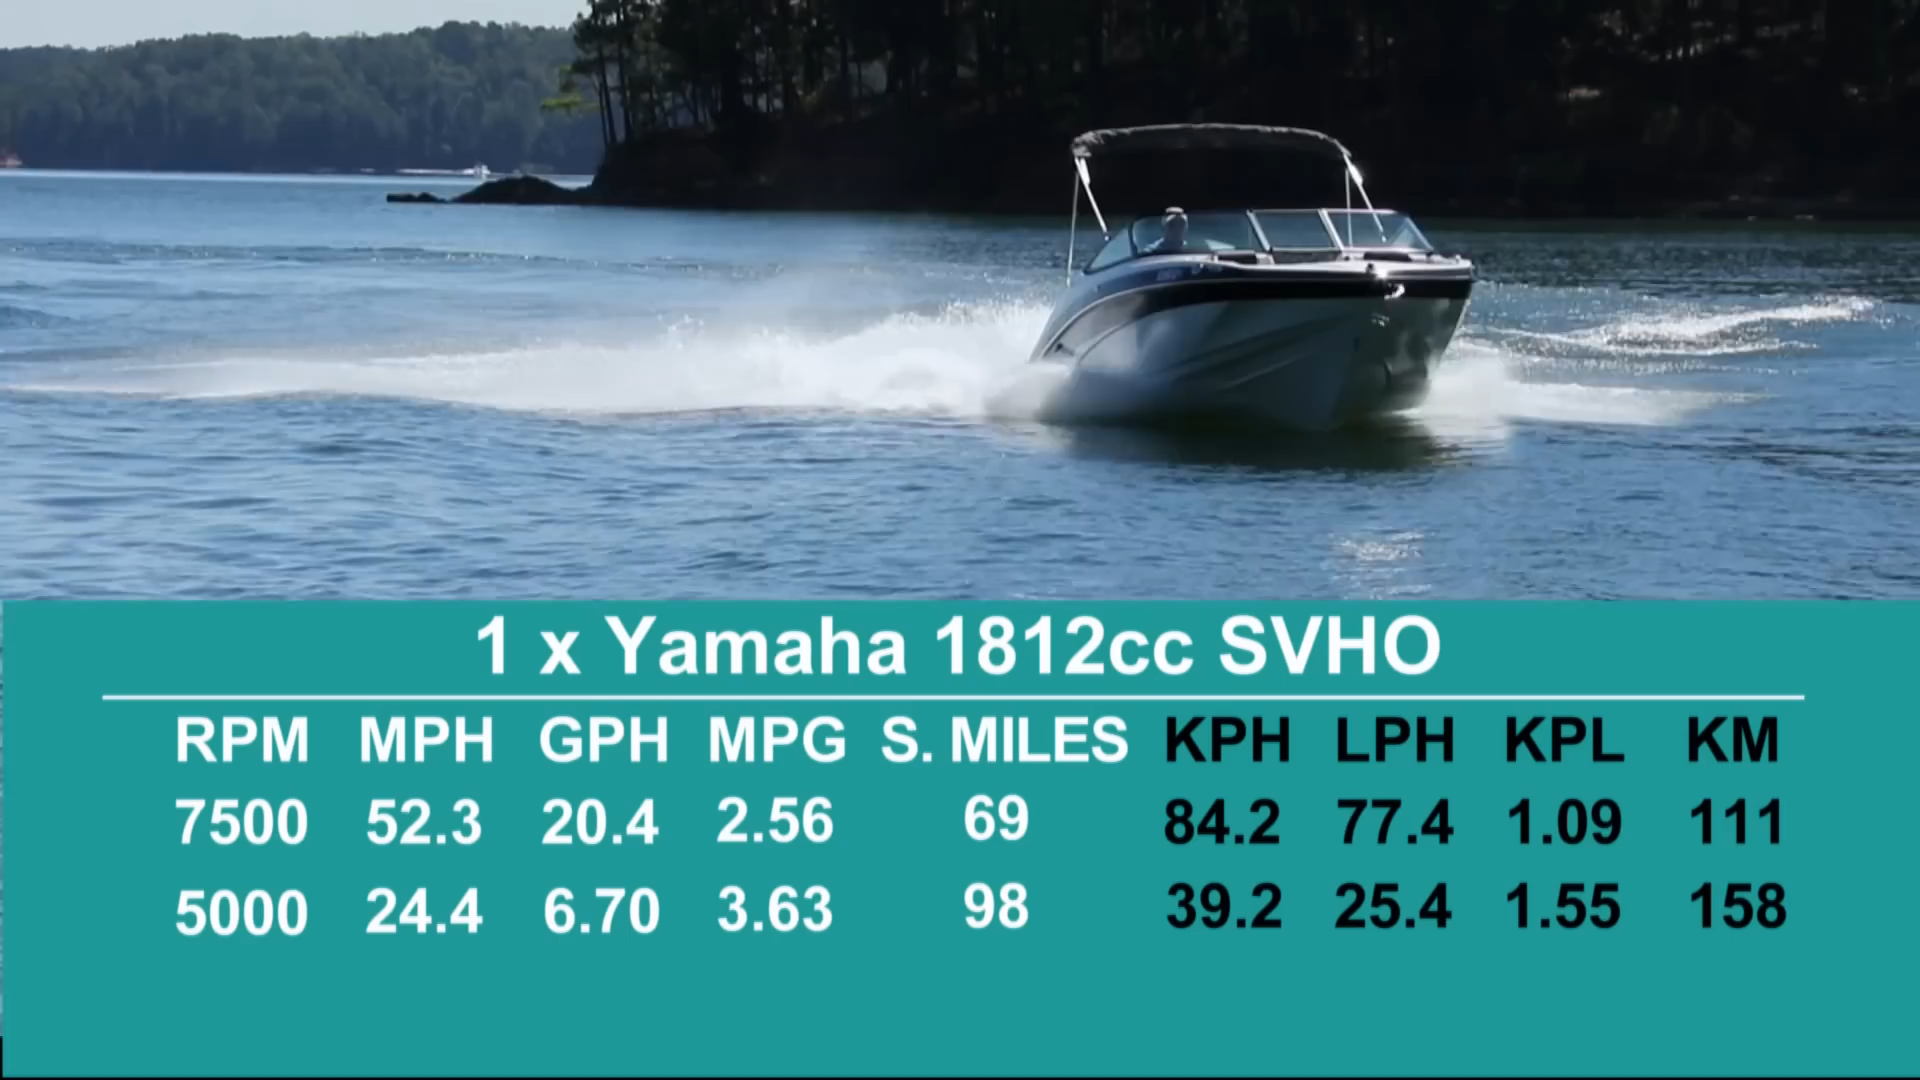 1 x Yamaha 1812cc SVHO
RPM MPH GPH MPG S. MILES KPH LPH KPL KM
7500 52.3 20.4 2.56 69 84.2 77.4 1.09 111
5000 24.4 6.70 3.63 98 39.2 25.4 1.55 158